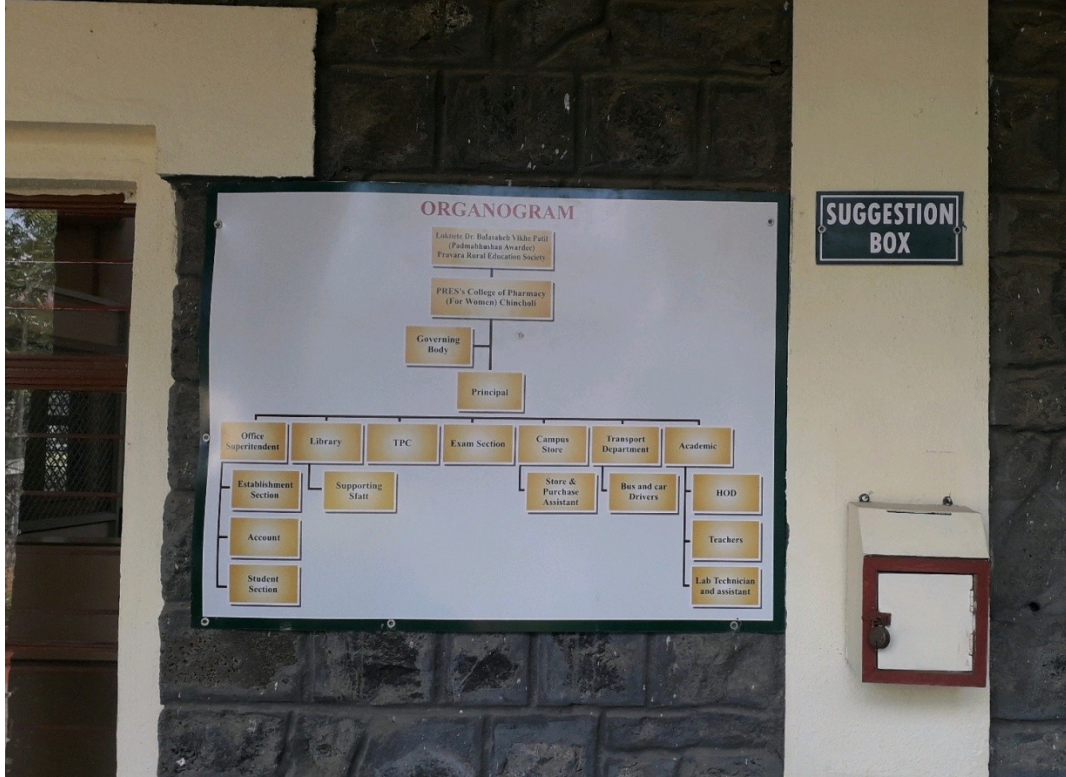 ORGANOGRAM
Loknete Dr. Balasaheb Vikhe Patil
(Padmabhushan Awardee)
Pravara Rural Education Society
PRES's College of Pharmacy
(For Women) Chincholi
Governing
Body
Principal
Office
Superitendent
Library
TPC
Exam Section
Campus
Store
Transport
Department
Academic
Establishment
Section
Account
Student
Section
Supporting
Sfatt
Store &
Purchase
Assistant
Bus and car
Drivers
HOD
Teachers
Lab Technician
and assistant
SUGGESTION
BOX